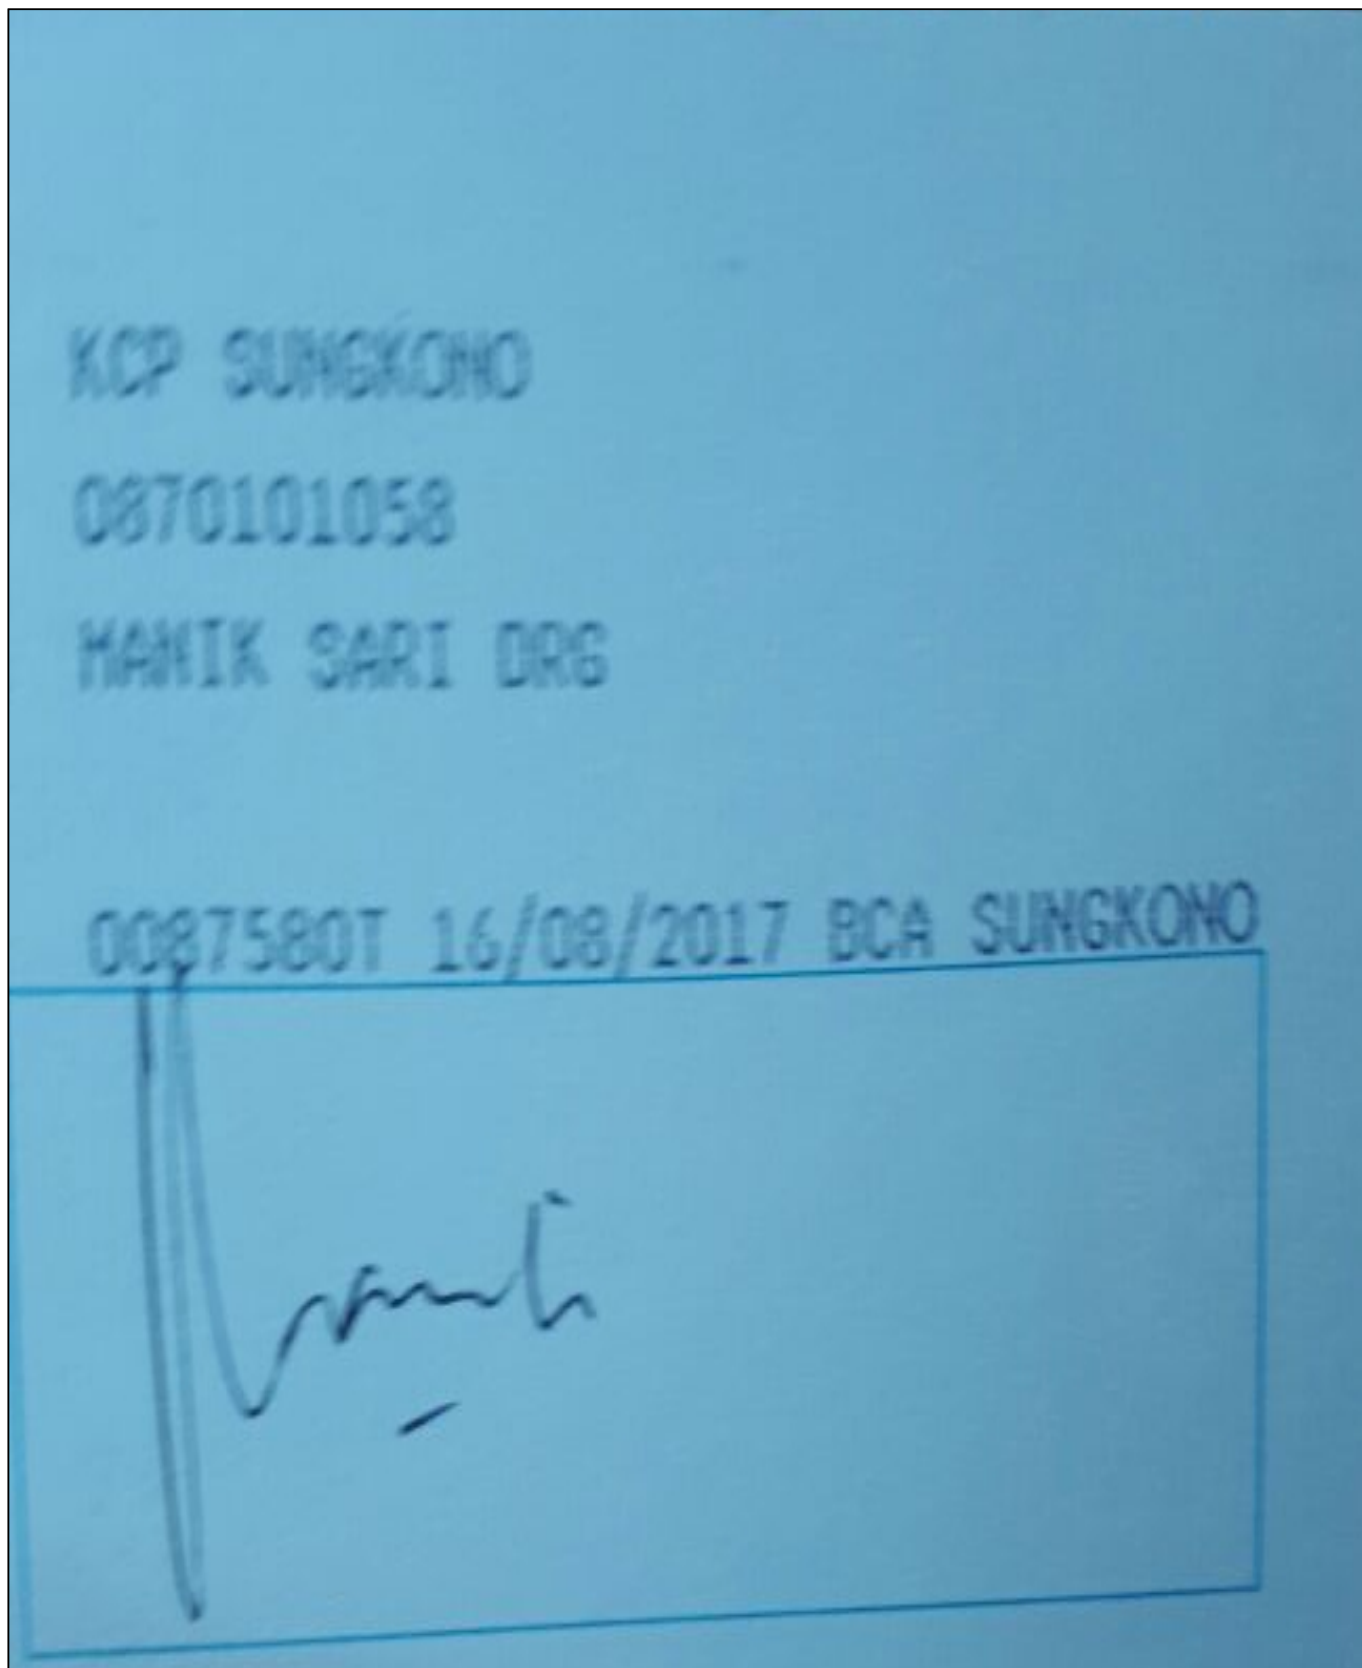 KCP SUNGKONO
0870101058
MANIK SARI DRG
0087580T 16/08/2017 BCA SUNGKONO